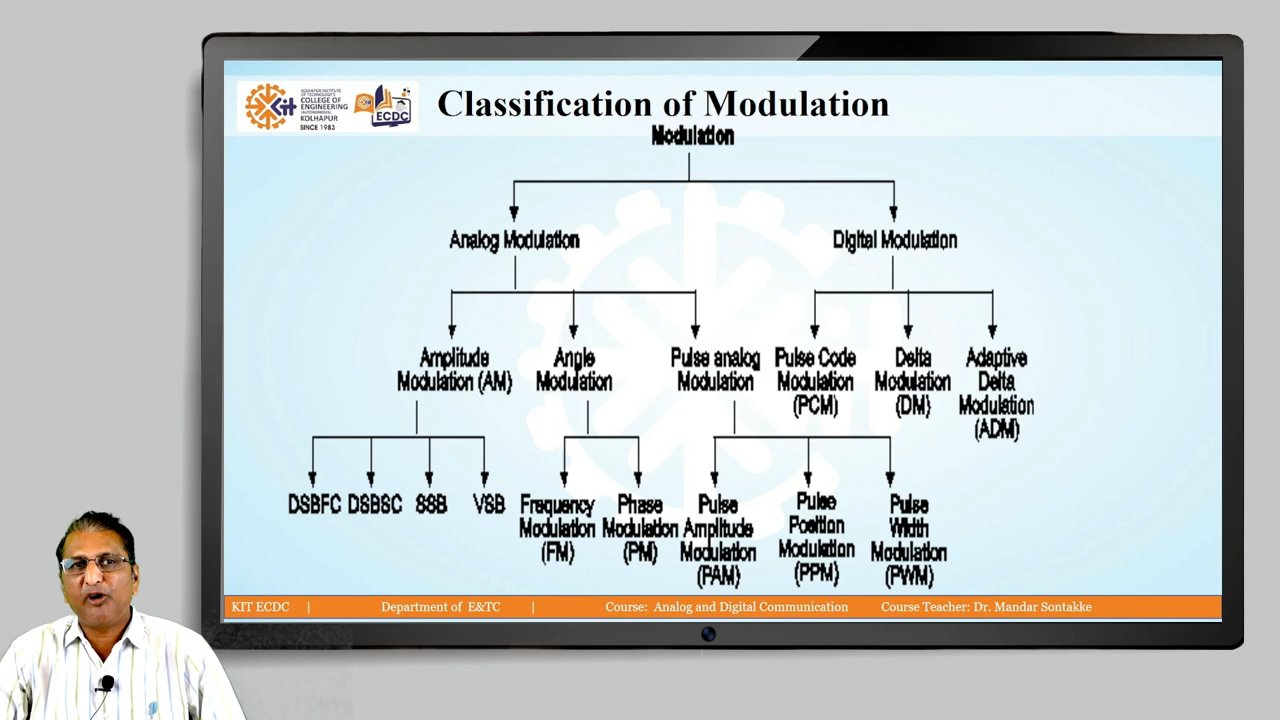 KOLHAPUR INSTITUTE
OF TECHNOLOGY'S
COLLEGE OF
ENGINEERING
(AUTONOMOUS)
KOLHAPUR
SINCE 1983
Kit
ECDC
Classification of Modulation
Modulation
Analog Modulation
Digital Modulation
Amplitude
Modulation (AM)
Angle
Modulation
Pulse analog
Modulation
Pulse Code
Modulation
(PCM)
Delta
Modulation
(DM)
Adaptive
Delta
Modulation
(ADM)
DSBFC
DSBSC
SSB
VSB
Frequency
Modulation
(FM)
Phase
Modulation
(PM)
Pulse
Amplitude
Modulation
(PAM)
Pulse
Position
Modulation
(PPM)
Pulse
Width
Modulation
(PWM)
KIT ECDC | Department of E&TC | Course: Analog and Digital Communication Course Teacher: Dr. Mandar Sontakke